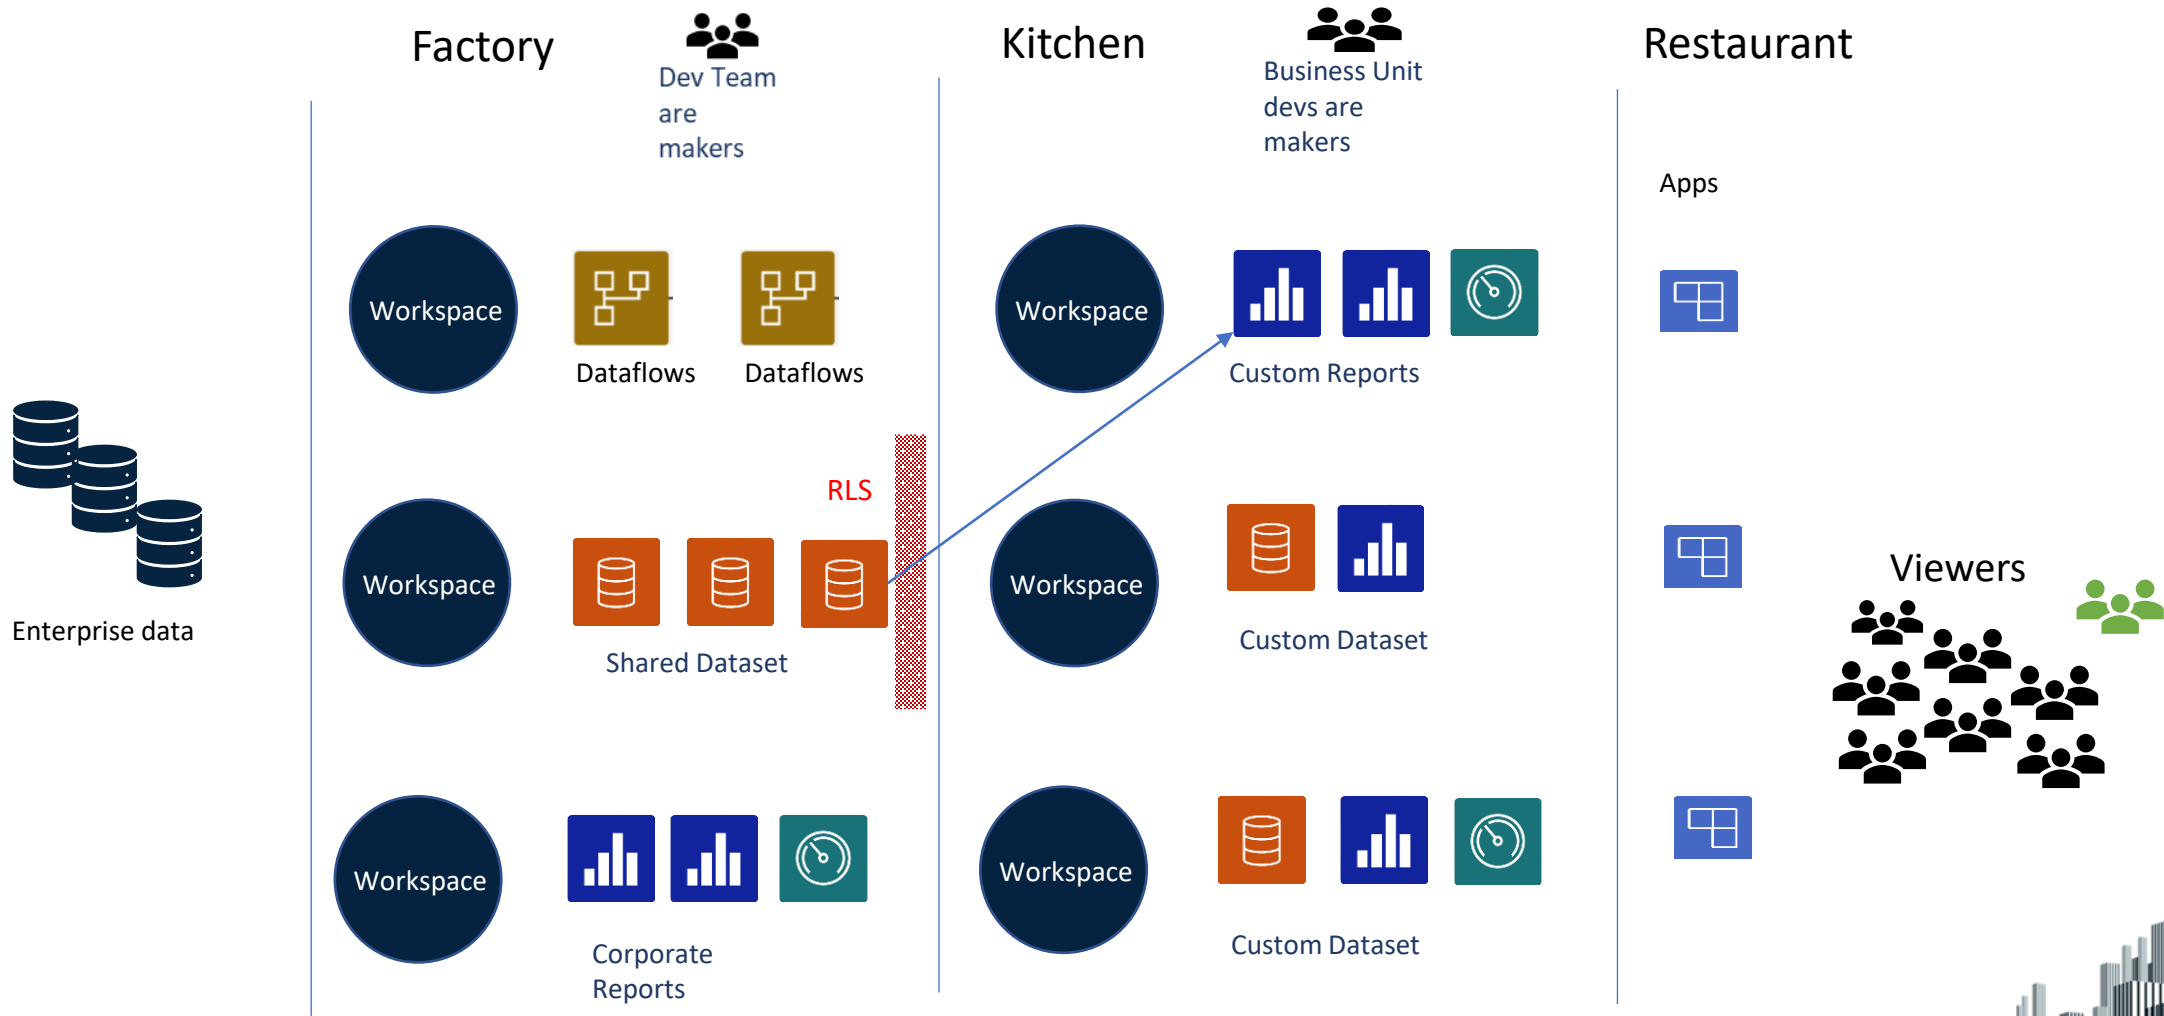 Factory
Dev Team
are
makers
Kitchen
Business Unit
devs are
makers
Restaurant
Apps
Workspace
Dataflows
Dataflows
Workspace
Custom Reports
Enterprise data
RLS
Workspace
Shared Dataset
Workspace
Custom Dataset
Viewers
Workspace
Corporate
Reports
Workspace
Custom Dataset